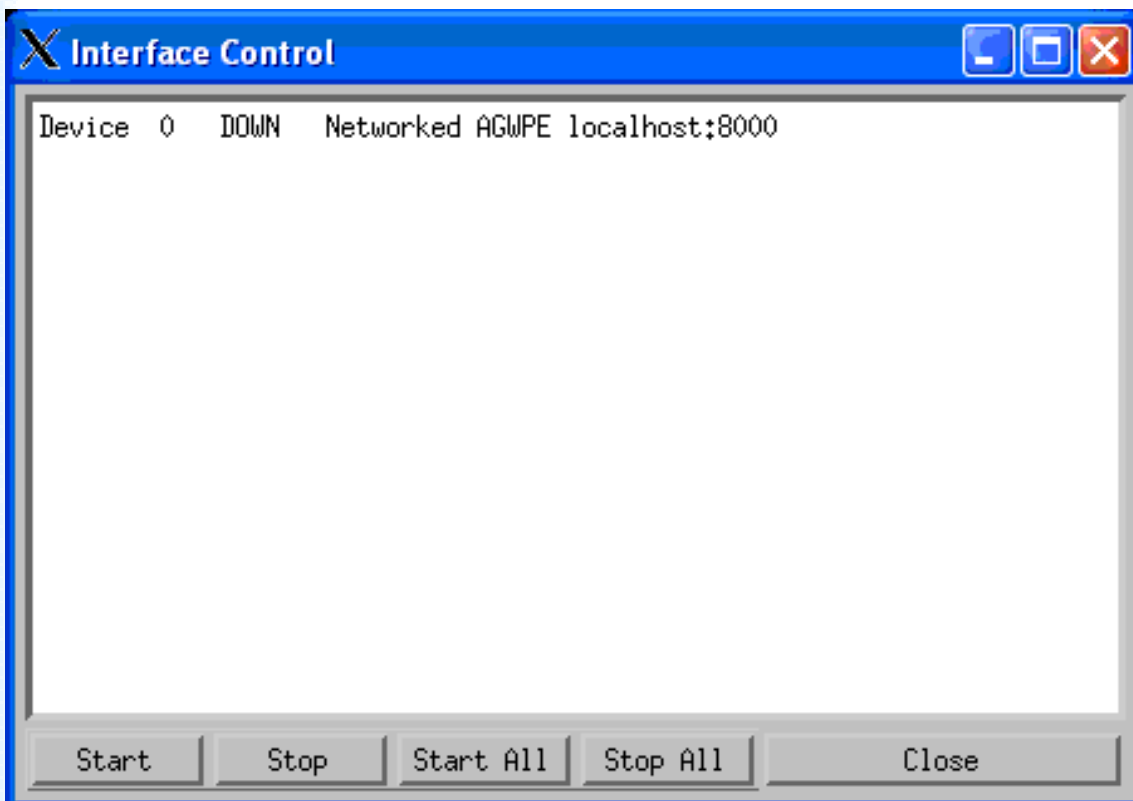 Interface Control
Device 0 DOWN Networked AGWPE localhost:8000
Start Stop Start All Stop All Close